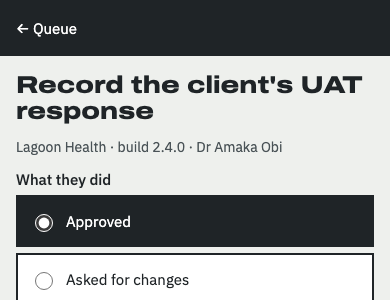 ← Queue
Record the client's UAT
response
Lagoon Health · build 2.4.0 · Dr Amaka Obi
What they did
Approved
Asked for changes